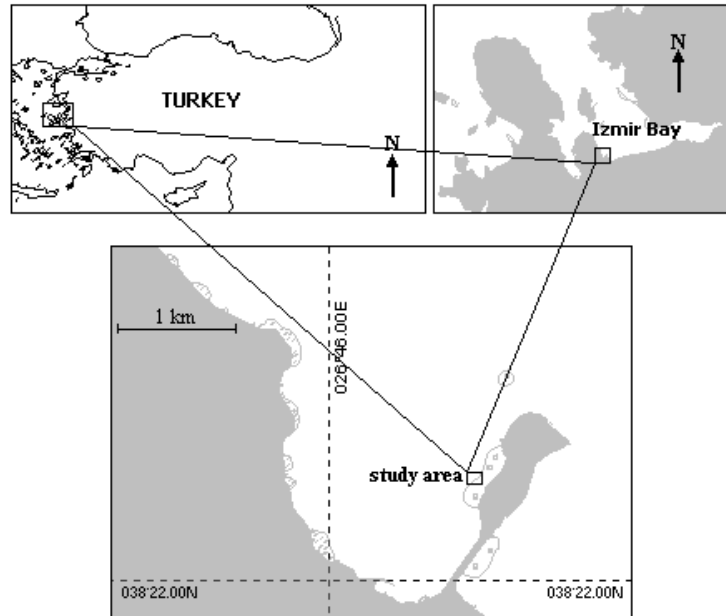 TURKEY
N
N
Izmir Bay
1 km
026°46.00E
study area
038°22.00N
038°22.00N